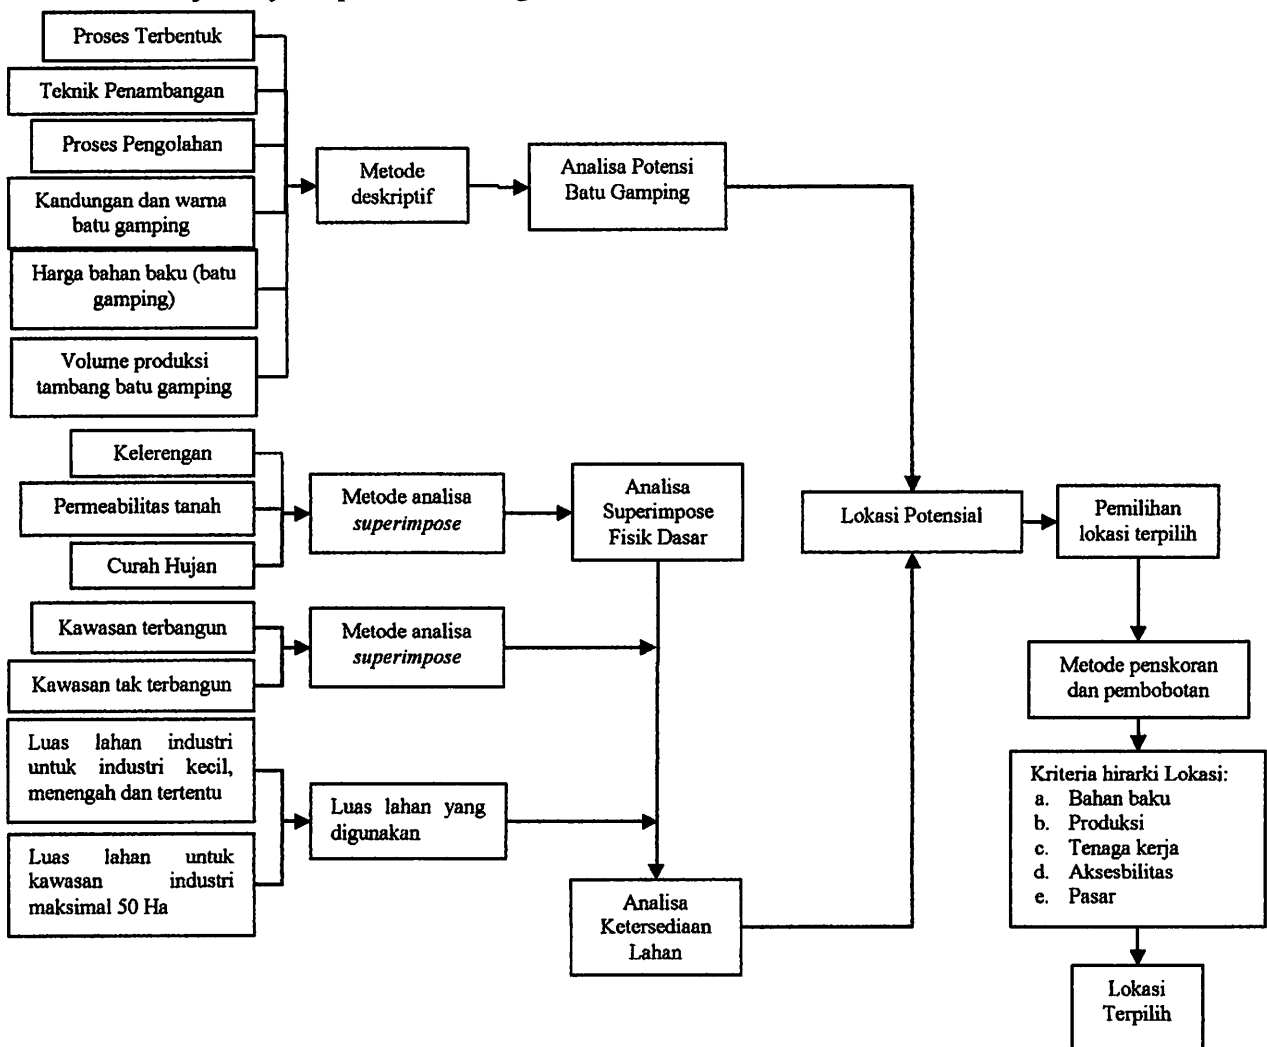 Proses Terbentuk
Teknik Penambangan
Proses Pengolahan
Kandungan dan warna
batu gamping
Harga bahan baku (batu
gamping)
Volume produksi
tambang batu gamping
Metode
deskriptif
Analisa Potensi
Batu Gamping
Kelerengan
Permeabilitas tanah
Curah Hujan
Metode analisa
superimpose
Analisa
Superimpose
Fisik Dasar
Kawasan terbangun
Kawasan tak terbangun
Metode analisa
superimpose
Luas lahan industri
untuk industri kecil,
menengah dan tertentu
Luas lahan untuk
kawasan industri
maksimal 50 Ha
Luas lahan yang
digunakan
Analisa
Ketersediaan
Lahan
Lokasi Potensial
Pemilihan
lokasi terpilih
Metode penskoran
dan pembobotan
Kriteria hirarki Lokasi:
a. Bahan baku
b. Produksi
c. Tenaga kerja
d. Aksesbilitas
e. Pasar
Lokasi
Terpilih